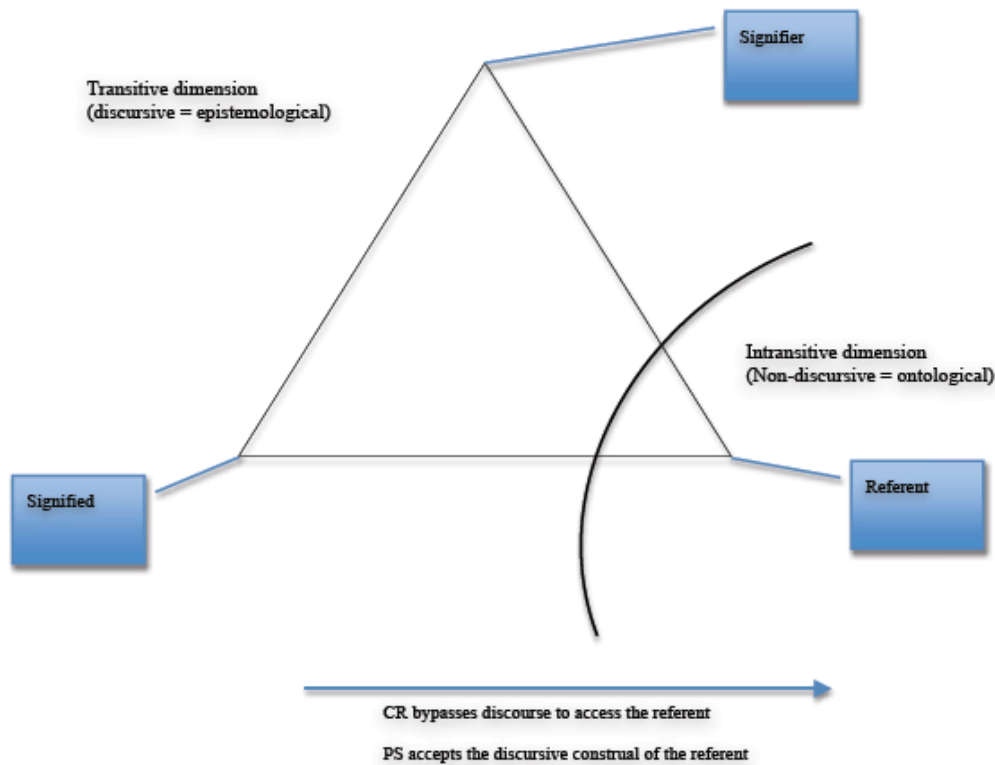 Signifier
Transitive dimension
(discursive = epistemological)
Intransitive dimension
(Non-discursive = ontological)
Signified
Referent
CR bypasses discourse to access the referent
PS accepts the discursive construal of the referent